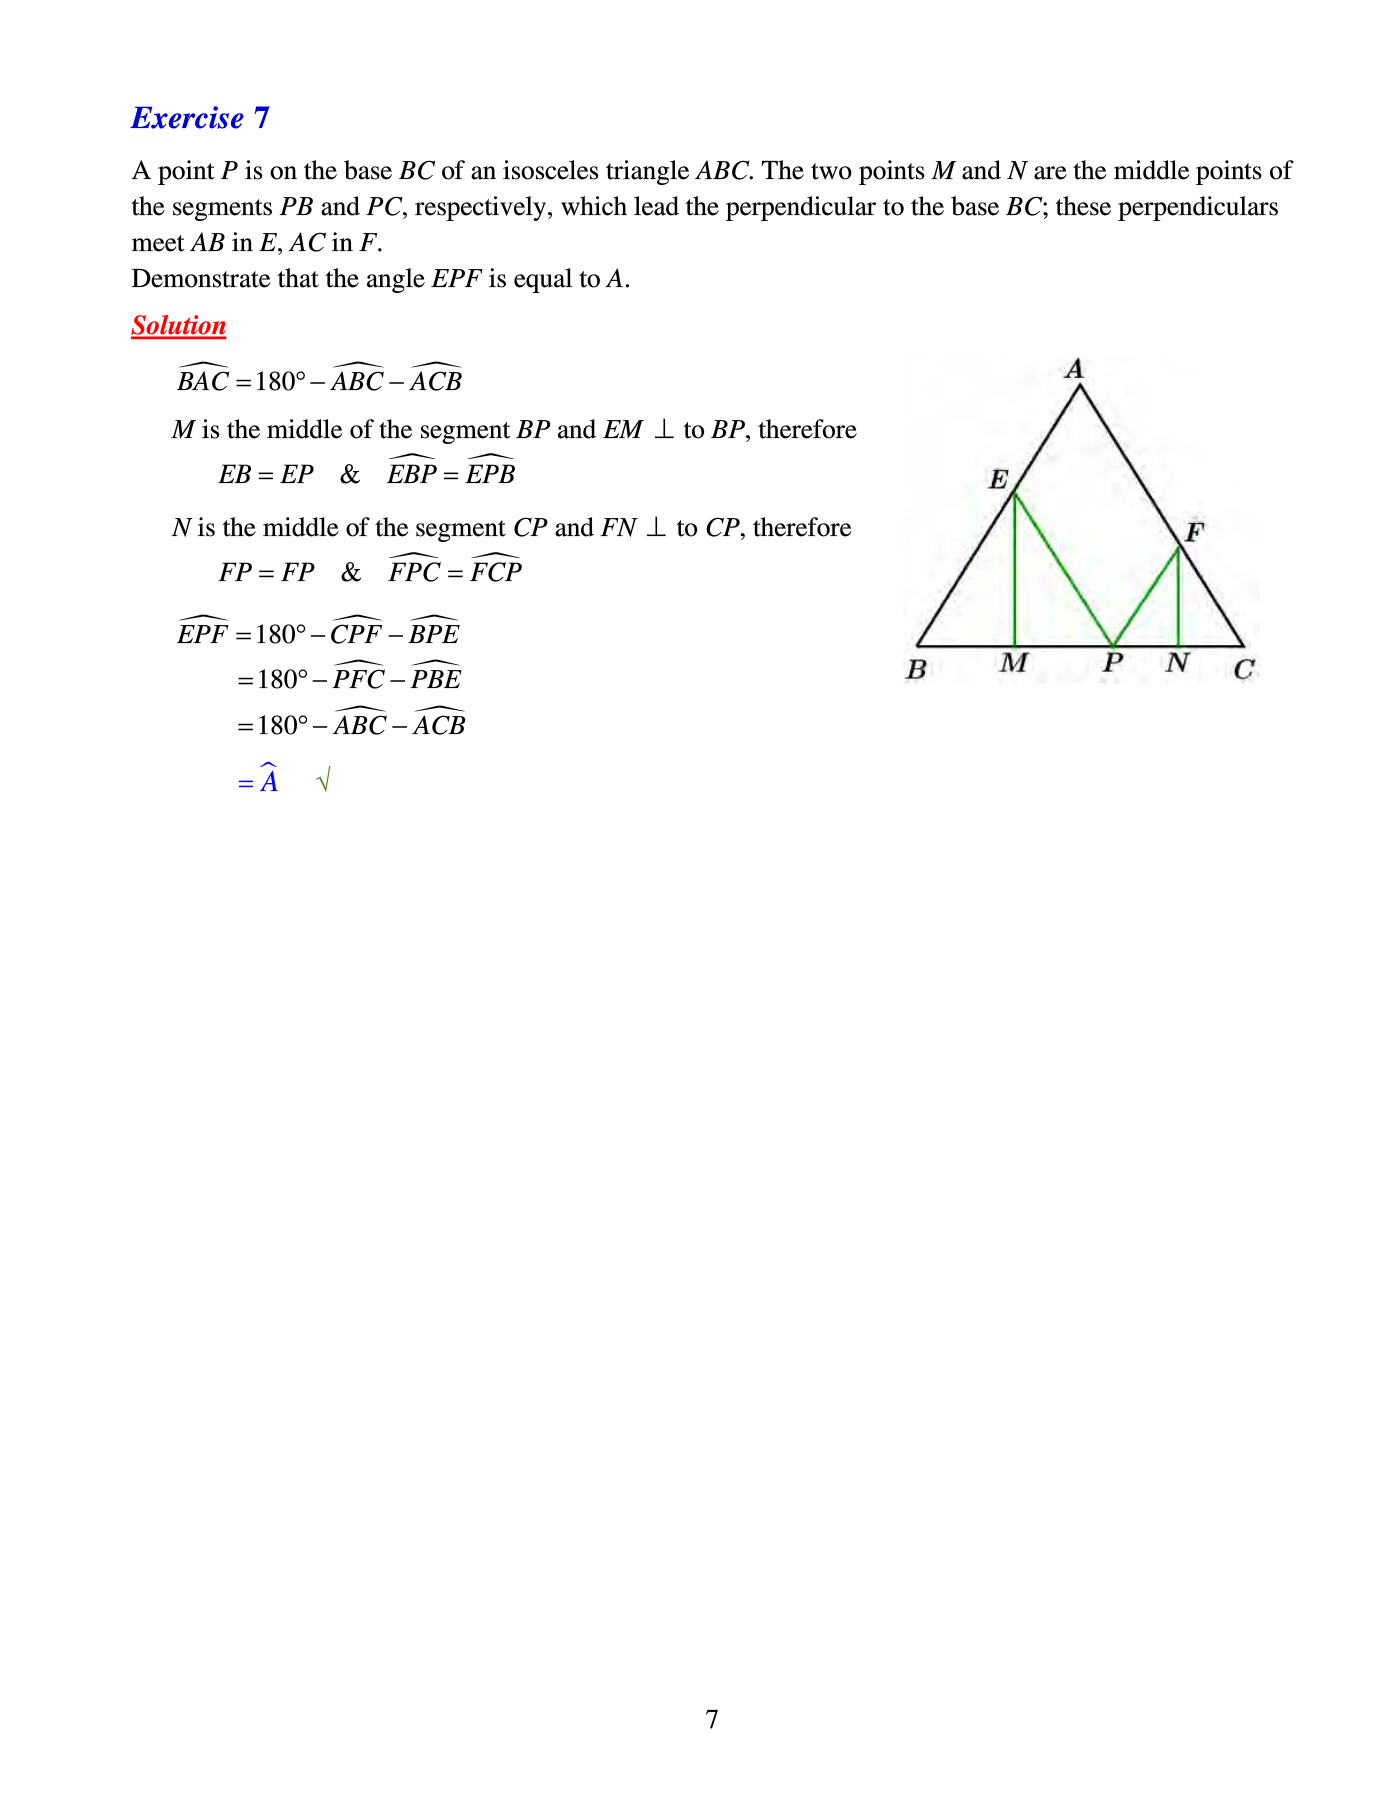 Exercise 7
A point P is on the base BC of an isosceles triangle ABC. The two points M and N are the middle points of
the segments PB and PC, respectively, which lead the perpendicular to the base BC; these perpendiculars
meet AB in E, AC in F.
Demonstrate that the angle EPF is equal to A.
Solution
$\widehat{BAC} = 180° - \widehat{ABC} - \widehat{ACB}$
M is the middle of the segment BP and EM ⊥ to BP, therefore
$EB = EP$ & $\widehat{EBP} = \widehat{EPB}$
N is the middle of the segment CP and FN ⊥ to CP, therefore
$FP = FP$ & $\widehat{FPC} = \widehat{FCP}$
$\widehat{EPF} = 180° - \widehat{CPF} - \widehat{BPE}$
$= 180° - \widehat{PFC} - \widehat{PBE}$
$= 180° - \widehat{ABC} - \widehat{ACB}$
$= \widehat{A}$ √
A
E
F
B M P N C
7